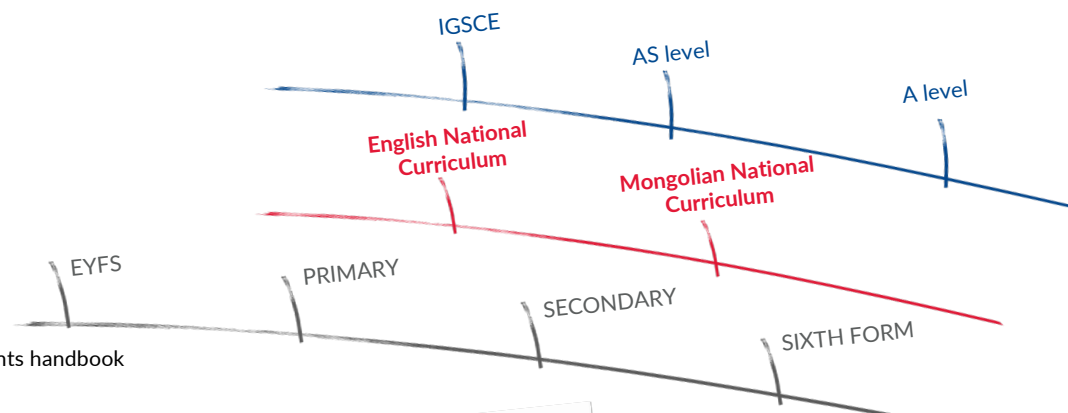 IGSCE
AS level
A level
English National
Curriculum
Mongolian National
Curriculum
EYFS
PRIMARY
SECONDARY
SIXTH FORM
nts handbook